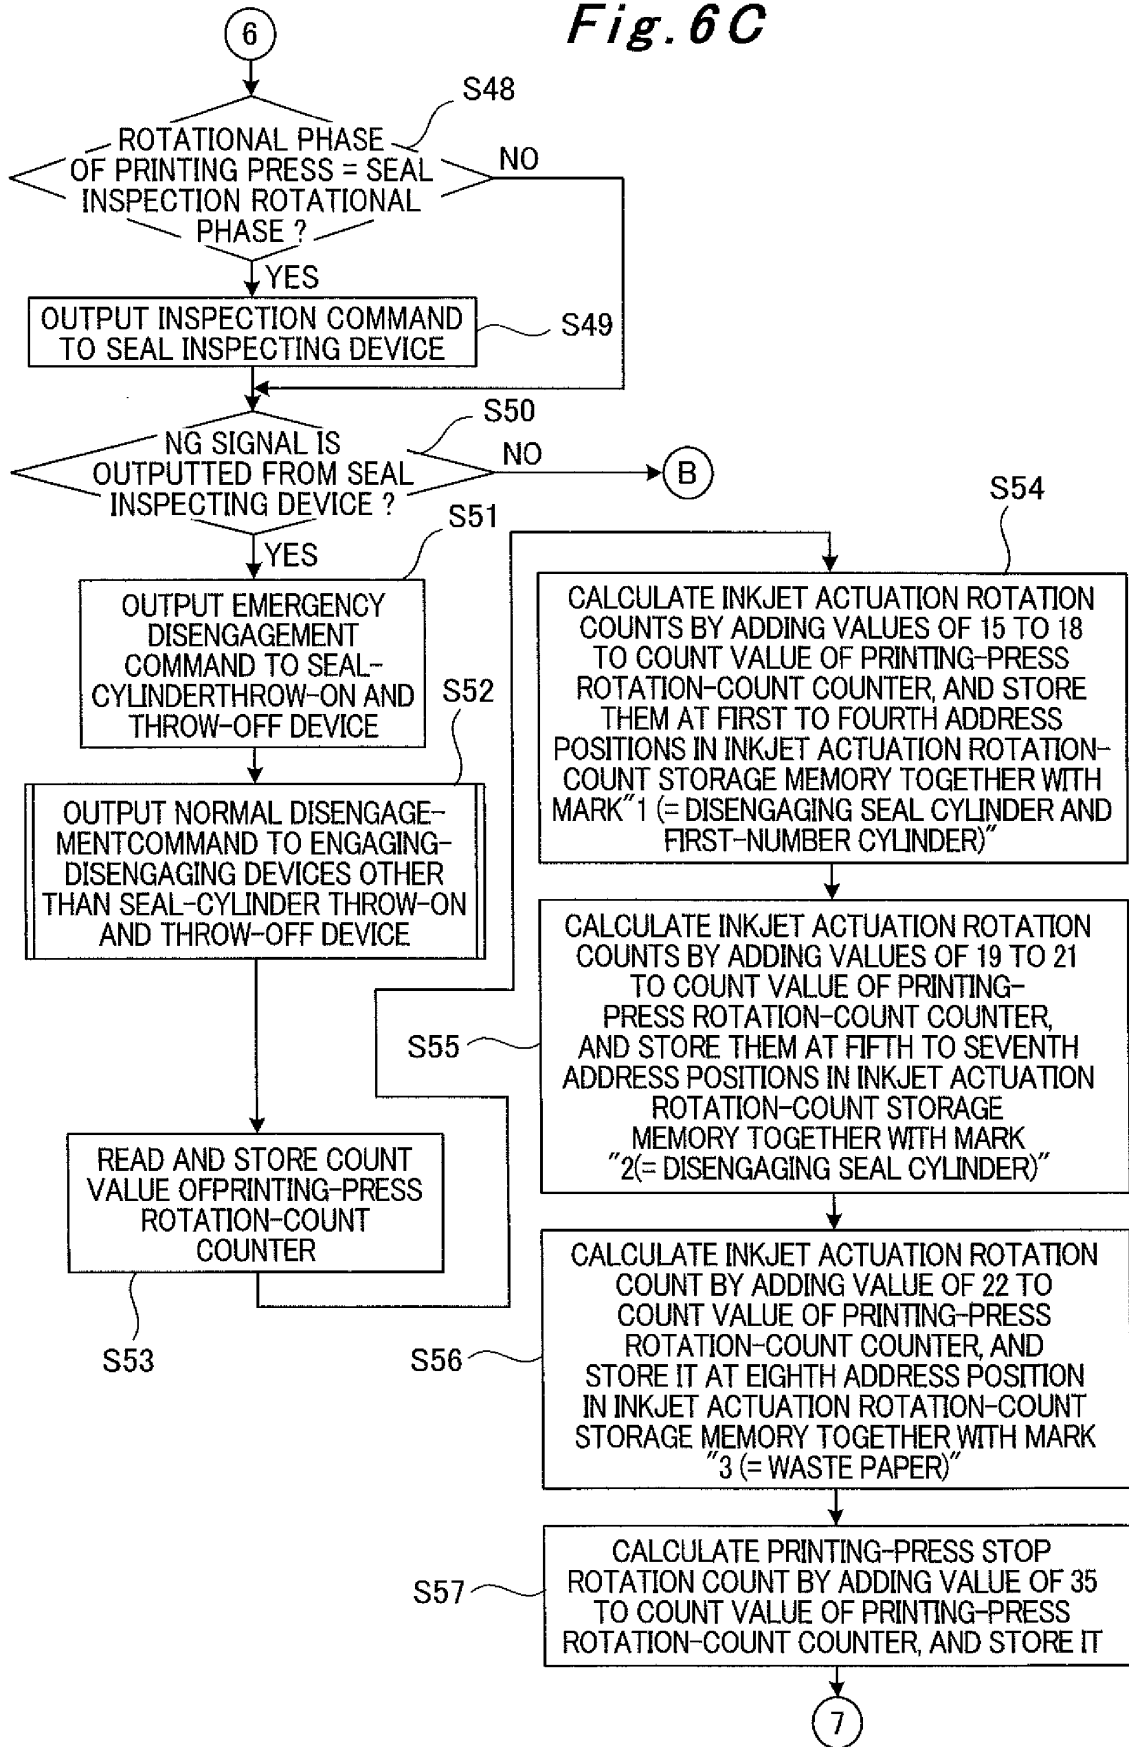 Fig. 6C
6
S48
ROTATIONAL PHASE
OF PRINTING PRESS = SEAL
INSPECTION ROTATIONAL
PHASE ?
NO
YES
OUTPUT INSPECTION COMMAND
TO SEAL INSPECTING DEVICE
S49
S50
NG SIGNAL IS
OUTPUTTED FROM SEAL
INSPECTING DEVICE ?
NO
B
YES
S51
OUTPUT EMERGENCY
DISENGAGEMENT
COMMAND TO SEAL-
CYLINDERTHROW-ON AND
THROW-OFF DEVICE
S52
OUTPUT NORMAL DISENGAGE-
MENTCOMMAND TO ENGAGING-
DISENGAGING DEVICES OTHER
THAN SEAL-CYLINDER THROW-ON
AND THROW-OFF DEVICE
READ AND STORE COUNT
VALUE OFPRINTING-PRESS
ROTATION-COUNT
COUNTER
S53
S54
CALCULATE INKJET ACTUATION ROTATION
COUNTS BY ADDING VALUES OF 15 TO 18
TO COUNT VALUE OF PRINTING-PRESS
ROTATION-COUNT COUNTER, AND STORE
THEM AT FIRST TO FOURTH ADDRESS
POSITIONS IN INKJET ACTUATION ROTATION-
COUNT STORAGE MEMORY TOGETHER WITH
MARK"1 (= DISENGAGING SEAL CYLINDER AND
FIRST-NUMBER CYLINDER)"
S55
CALCULATE INKJET ACTUATION ROTATION
COUNTS BY ADDING VALUES OF 19 TO 21
TO COUNT VALUE OF PRINTING-
PRESS ROTATION-COUNT COUNTER,
AND STORE THEM AT FIFTH TO SEVENTH
ADDRESS POSITIONS IN INKJET ACTUATION
ROTATION-COUNT STORAGE
MEMORY TOGETHER WITH MARK
"2(= DISENGAGING SEAL CYLINDER)"
S56
CALCULATE INKJET ACTUATION ROTATION
COUNT BY ADDING VALUE OF 22 TO
COUNT VALUE OF PRINTING-PRESS
ROTATION-COUNT COUNTER, AND
STORE IT AT EIGHTH ADDRESS POSITION
IN INKJET ACTUATION ROTATION-COUNT
STORAGE MEMORY TOGETHER WITH MARK
"3 (= WASTE PAPER)"
S57
CALCULATE PRINTING-PRESS STOP
ROTATION COUNT BY ADDING VALUE OF 35
TO COUNT VALUE OF PRINTING-PRESS
ROTATION-COUNT COUNTER, AND STORE IT
7